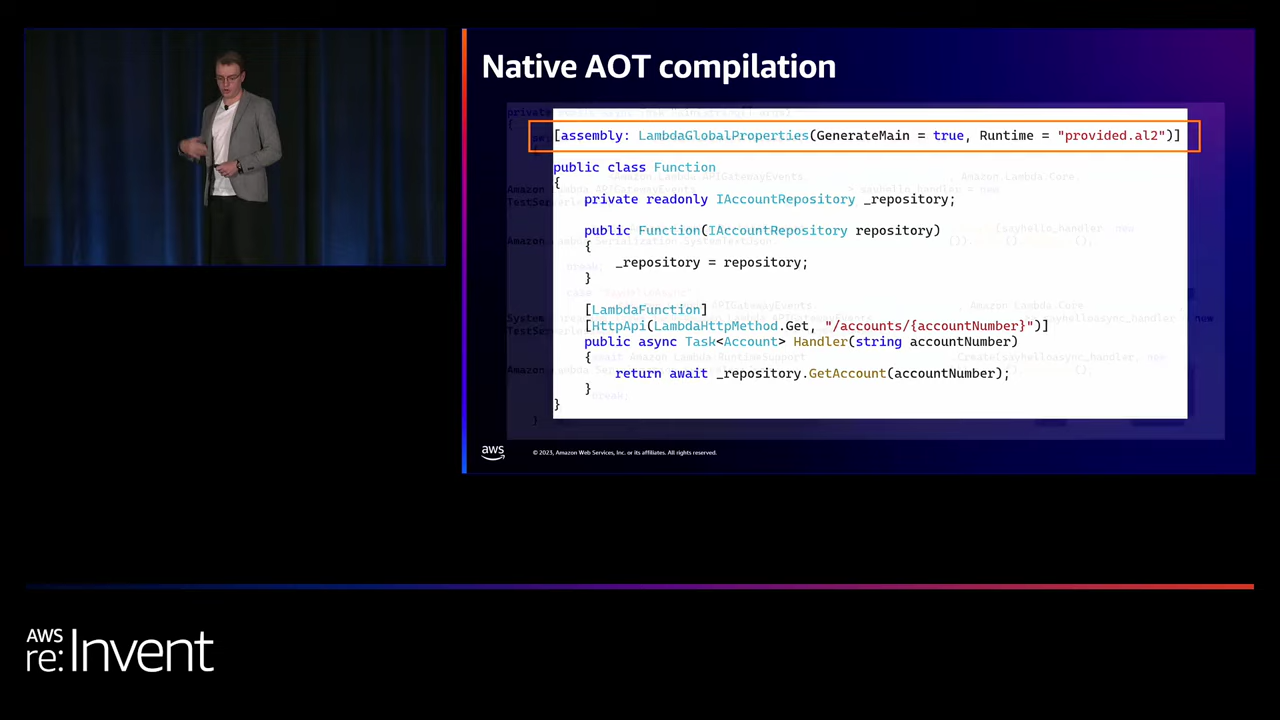 Native AOT compilation
[assembly: LambdaGlobalProperties(GenerateMain = true, Runtime = "provided.al2")]
public class Function
{
    private readonly IAccountRepository _repository;
    public Function(IAccountRepository repository)
    {
        _repository = repository;
    }
    [LambdaFunction]
    [HttpApi(LambdaHttpMethod.Get, "/accounts/{accountNumber}")]
    public async Task<Account> Handler(string accountNumber)
    {
        return await _repository.GetAccount(accountNumber);
    }
}
aws
© 2023, Amazon Web Services, Inc. or its affiliates. All rights reserved.
AWS
re:Invent